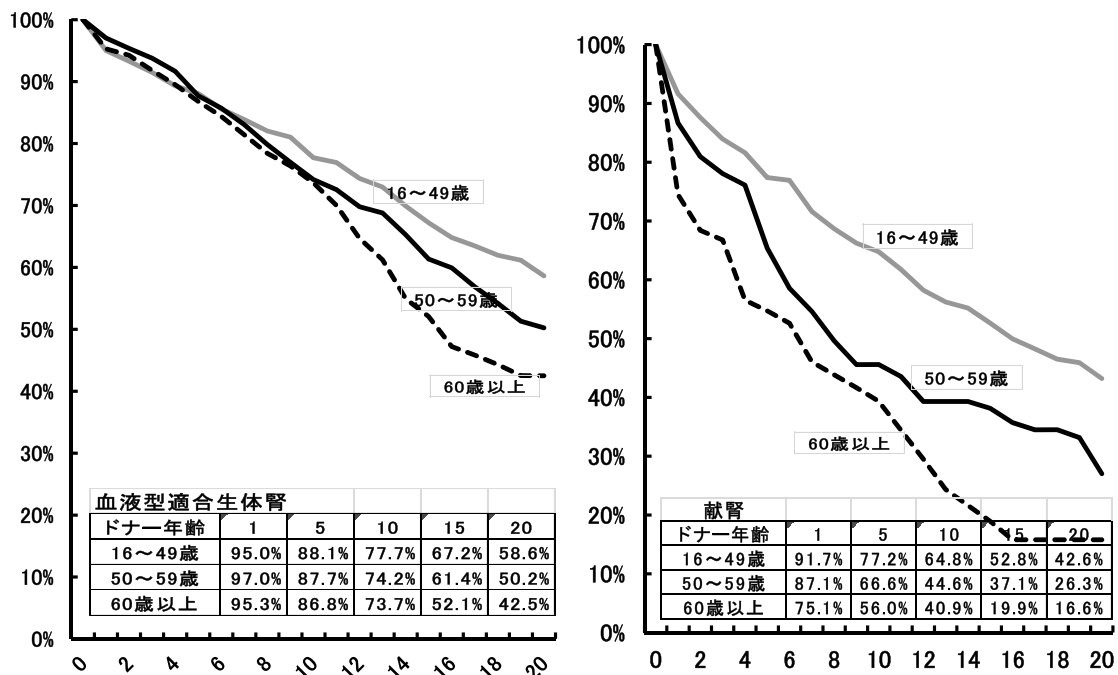 100%
90%
80%
70%
60%
50%
40%
30%
20%
10%
0%
16～49歳
50～59歳
60歳以上
血液型適合生体腎
ドナー年齢 1 5 10 15 20
16～49歳 95.0% 88.1% 77.7% 67.2% 58.6%
50～59歳 97.0% 87.7% 74.2% 61.4% 50.2%
60歳以上 95.3% 86.8% 73.7% 52.1% 42.5%
0 2 4 6 8 10 12 14 16 18 20
100%
90%
80%
70%
60%
50%
40%
30%
20%
10%
0%
16～49歳
50～59歳
60歳以上
献腎
ドナー年齢 1 5 10 15 20
16～49歳 91.7% 77.2% 64.8% 52.8% 42.6%
50～59歳 87.1% 66.6% 44.6% 37.1% 26.3%
60歳以上 75.1% 56.0% 40.9% 19.9% 16.6%
0 2 4 6 8 10 12 14 16 18 20